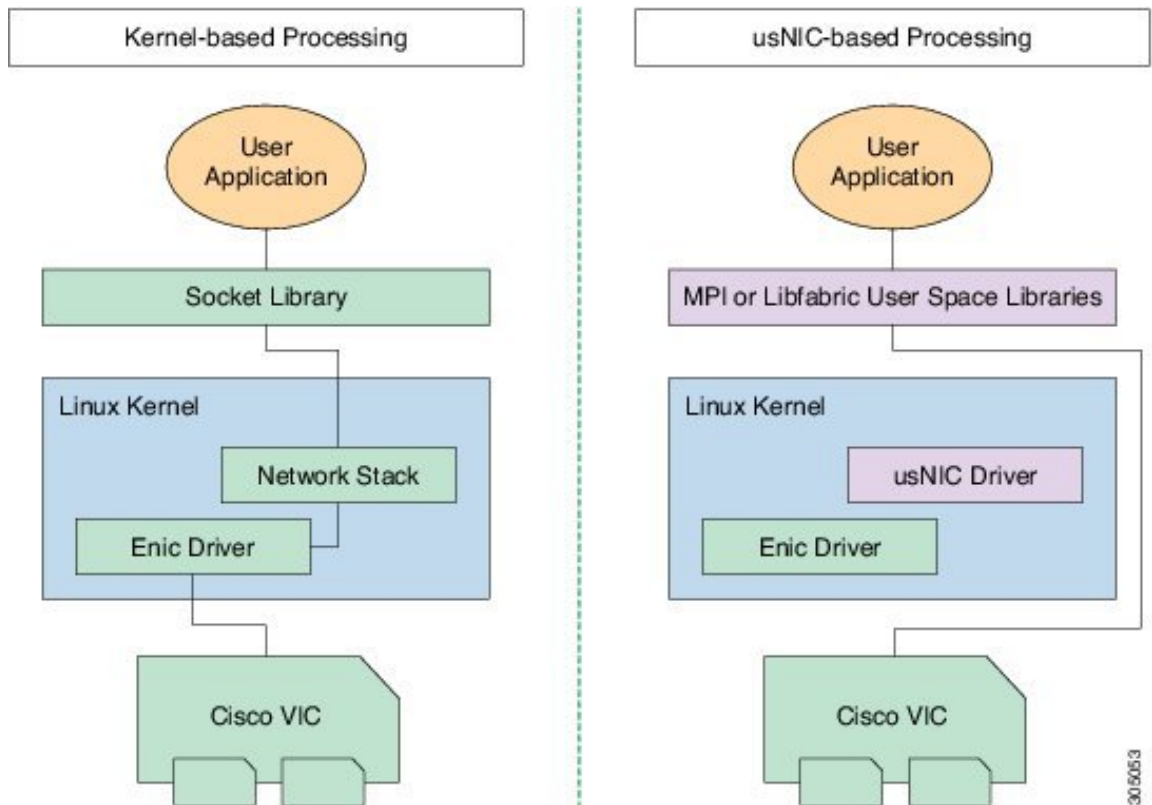 Kernel-based Processing
User
Application
Socket Library
Linux Kernel
Network Stack
Enic Driver
Cisco VIC
usNIC-based Processing
User
Application
MPI or Libfabric User Space Libraries
Linux Kernel
usNIC Driver
Enic Driver
Cisco VIC
305053